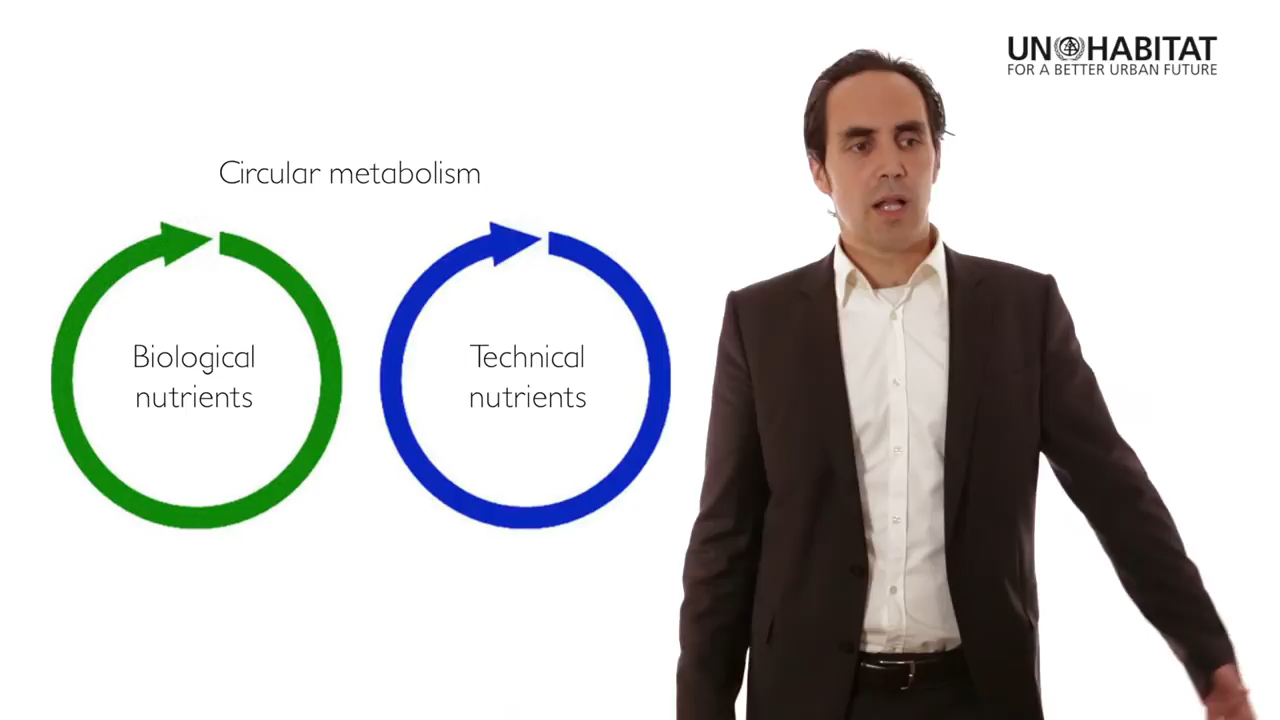 UN HABITAT
FOR A BETTER URBAN FUTURE
Circular metabolism
Biological
nutrients
Technical
nutrients